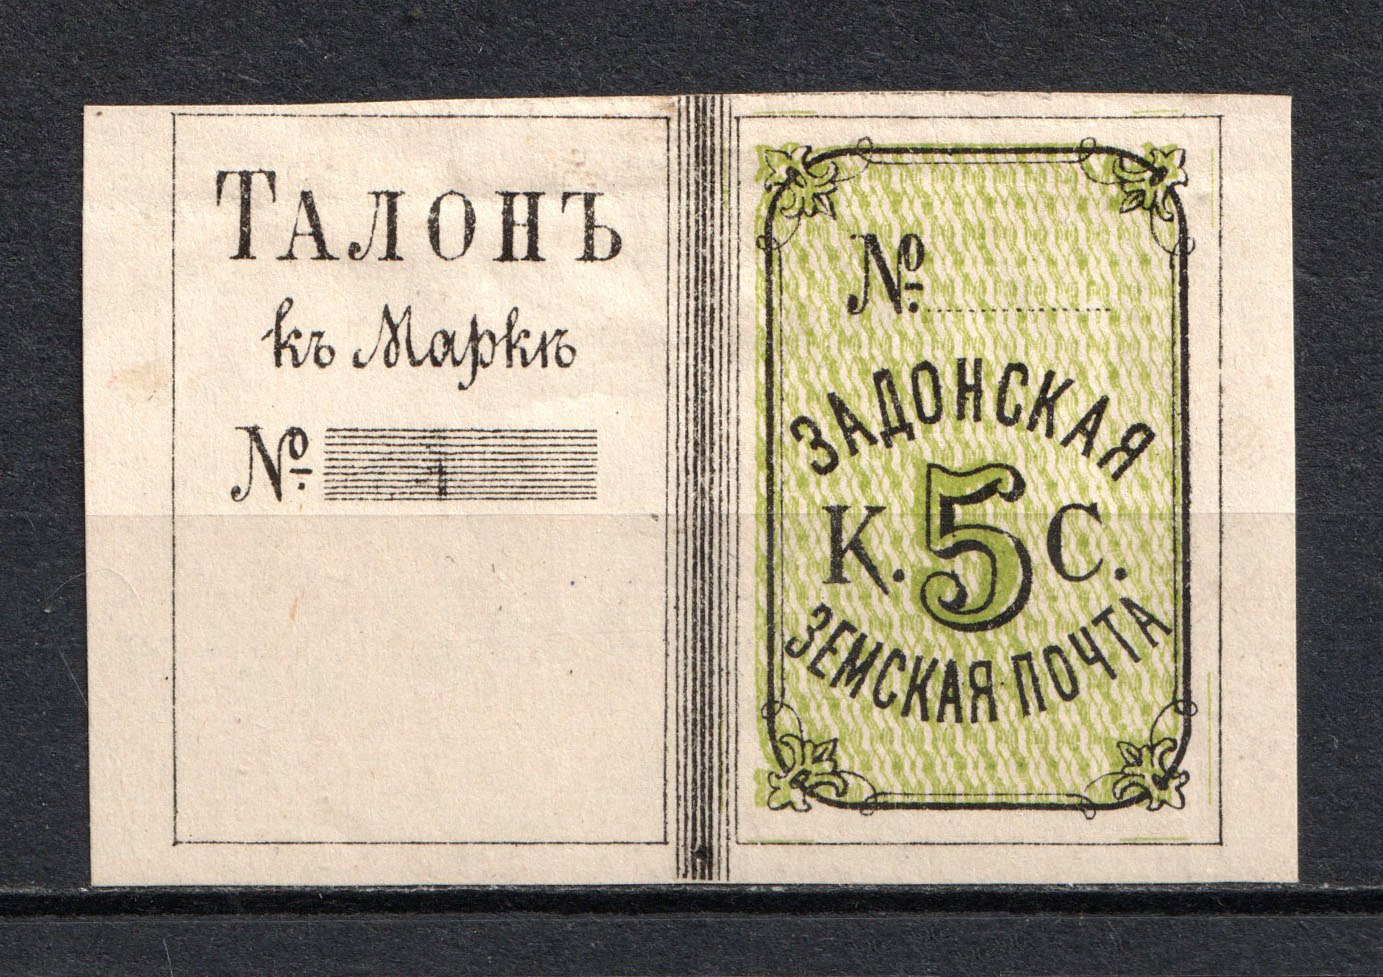 Талонъ
къ Маркѣ
№
№
ЗАДОНСКАЯ
К. 5 С.
ЗЕМСКАЯ ПОЧТА